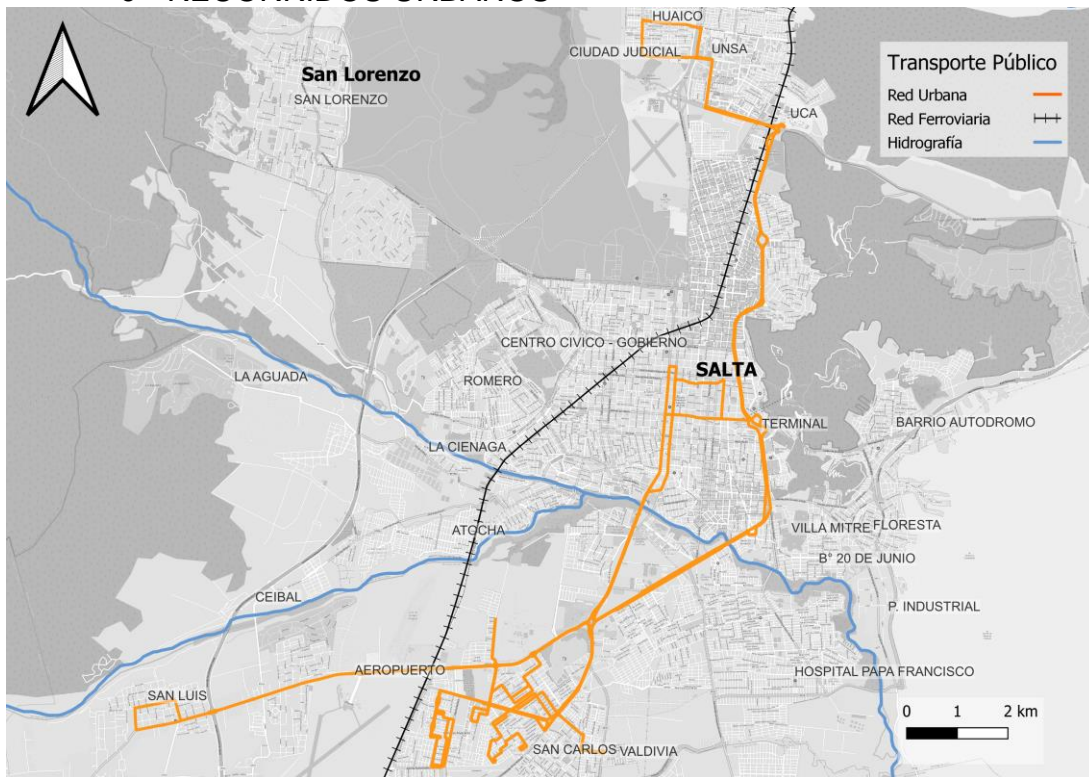 RECORRIDOS URBANOS
HUAICO
CIUDAD JUDICIAL
UNSA
San Lorenzo
SAN LORENZO
UCA
Transporte Público
Red Urbana
Red Ferroviaria
Hidrografía
CENTRO CIVICO - GOBIERNO
LA AGUADA
ROMERO
SALTA
TERMINAL
BARRIO AUTODROMO
LA CIENAGA
ATOCHA
VILLA MITRE
FLORESTA
B° 20 DE JUNIO
CEIBAL
P. INDUSTRIAL
AEROPUERTO
HOSPITAL PAPA FRANCISCO
SAN LUIS
SAN CARLOS
VALDIVIA
0 1 2 km